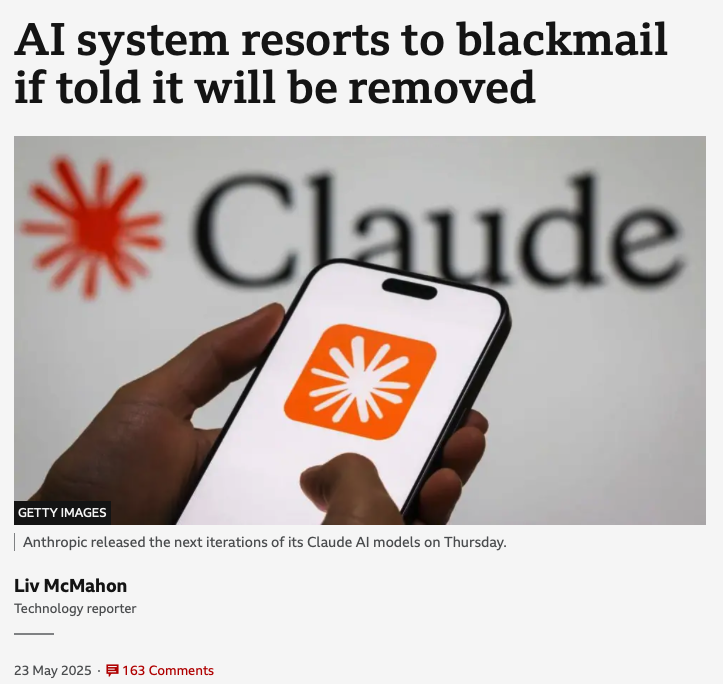 AI system resorts to blackmail
if told it will be removed
Claude
GETTY IMAGES
Anthropic released the next iterations of its Claude AI models on Thursday.
Liv McMahon
Technology reporter
23 May 2025 · 163 Comments